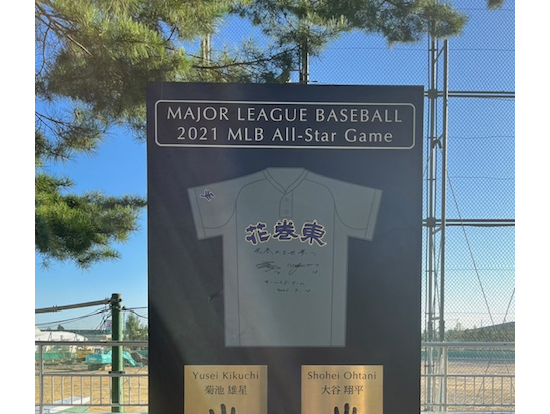 MAJOR LEAGUE BASEBALL
2021 MLB All-Star Game
花巻東
Yusei Kikuchi
菊池 雄星
Shohei Ohtani
大谷 翔平